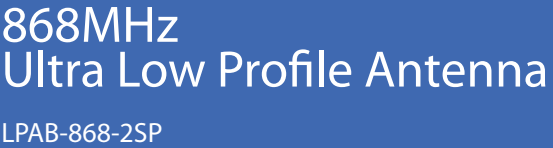 868MHz
Ultra Low Profile Antenna
LPAB-868-2SP